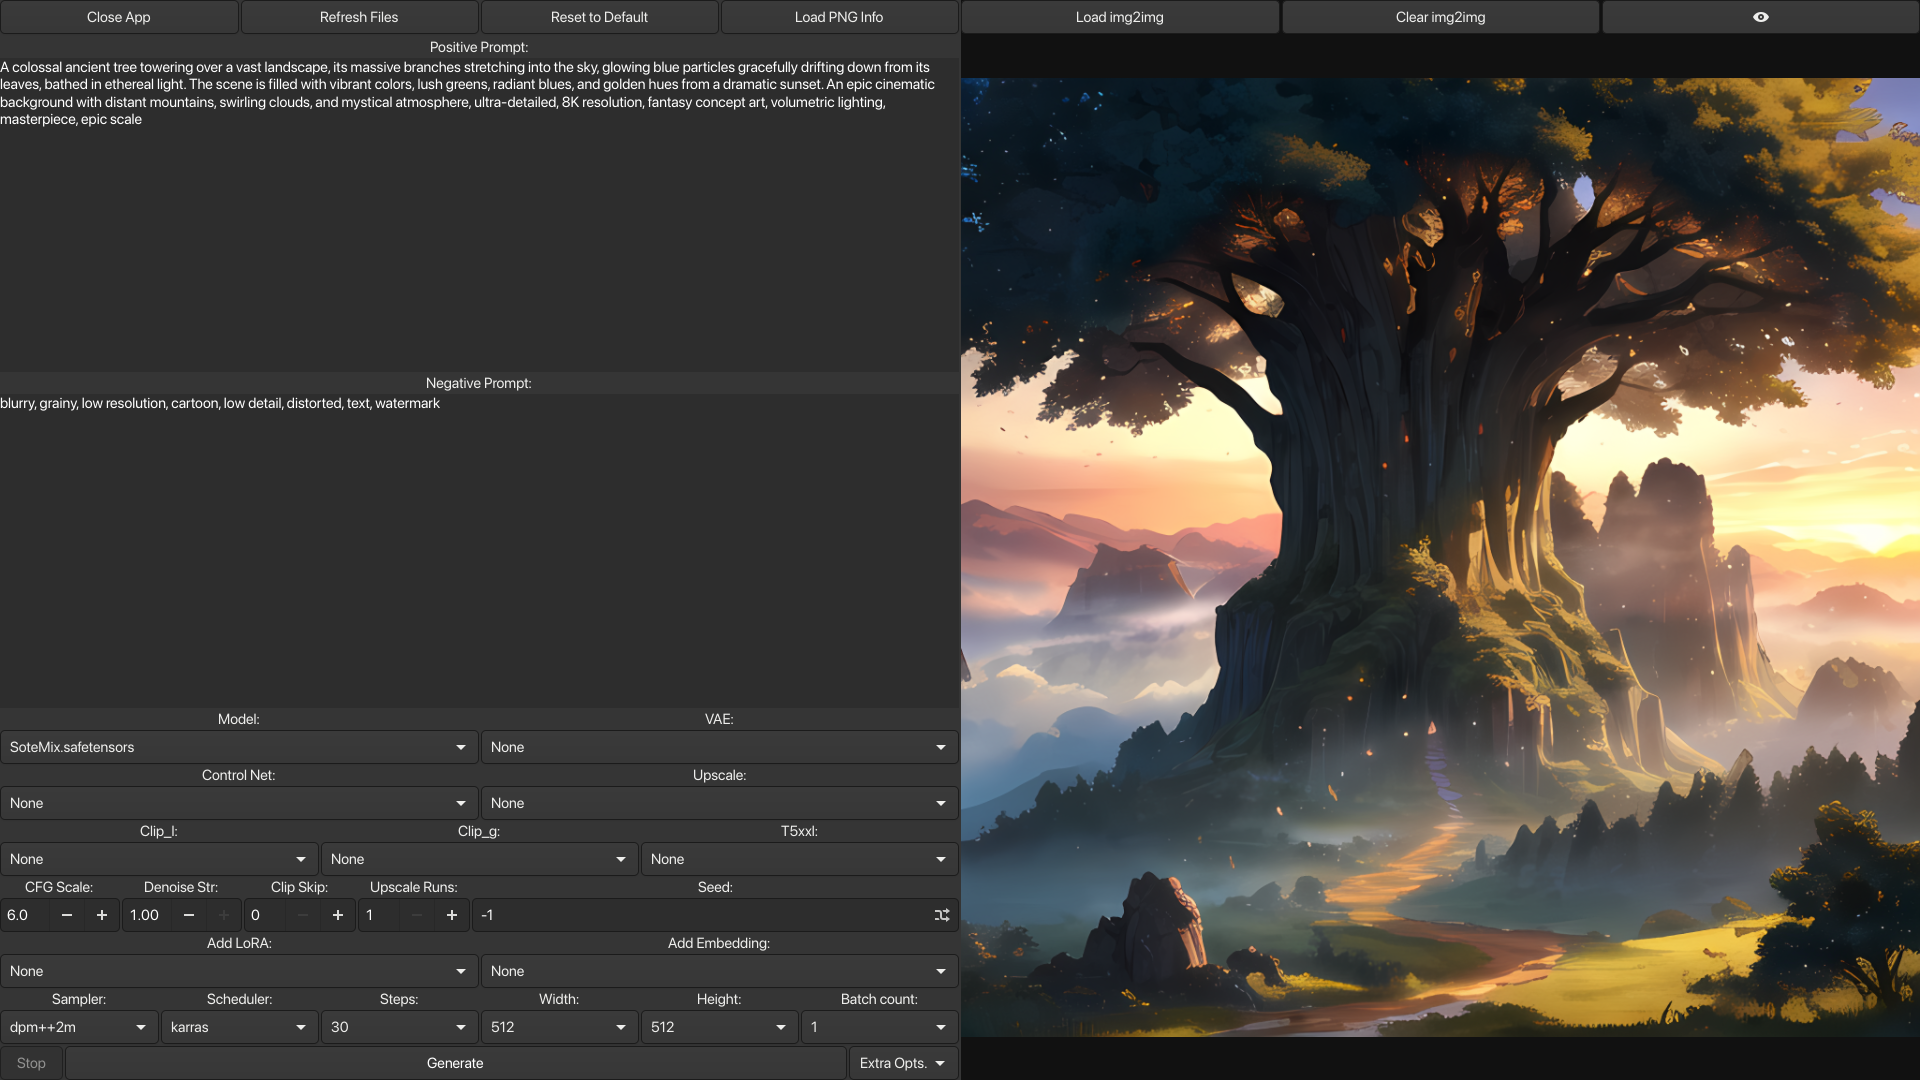 Close App
Refresh Files
Reset to Default
Load PNG Info
Load img2img
Clear img2img
Positive Prompt:
A colossal ancient tree towering over a vast landscape, its massive branches stretching into the sky, glowing blue particles gracefully drifting down from its
leaves, bathed in ethereal light. The scene is filled with vibrant colors, lush greens, radiant blues, and golden hues from a dramatic sunset. An epic cinematic
background with distant mountains, swirling clouds, and mystical atmosphere, ultra-detailed, 8K resolution, fantasy concept art, volumetric lighting,
masterpiece, epic scale
Negative Prompt:
blurry, grainy, low resolution, cartoon, low detail, distorted, text, watermark
Model:
VAE:
SoteMix.safetensors
None
Control Net:
Upscale:
None
None
Clip_l:
Clip_g:
T5xxl:
None
None
None
CFG Scale:
Denoise Str:
Clip Skip:
Upscale Runs:
Seed:
6.0
1.00
0
1
-1
Add LoRA:
Add Embedding:
None
None
Sampler:
Scheduler:
Steps:
Width:
Height:
Batch count:
dpm++2m
karras
30
512
512
1
Stop
Generate
Extra Opts.